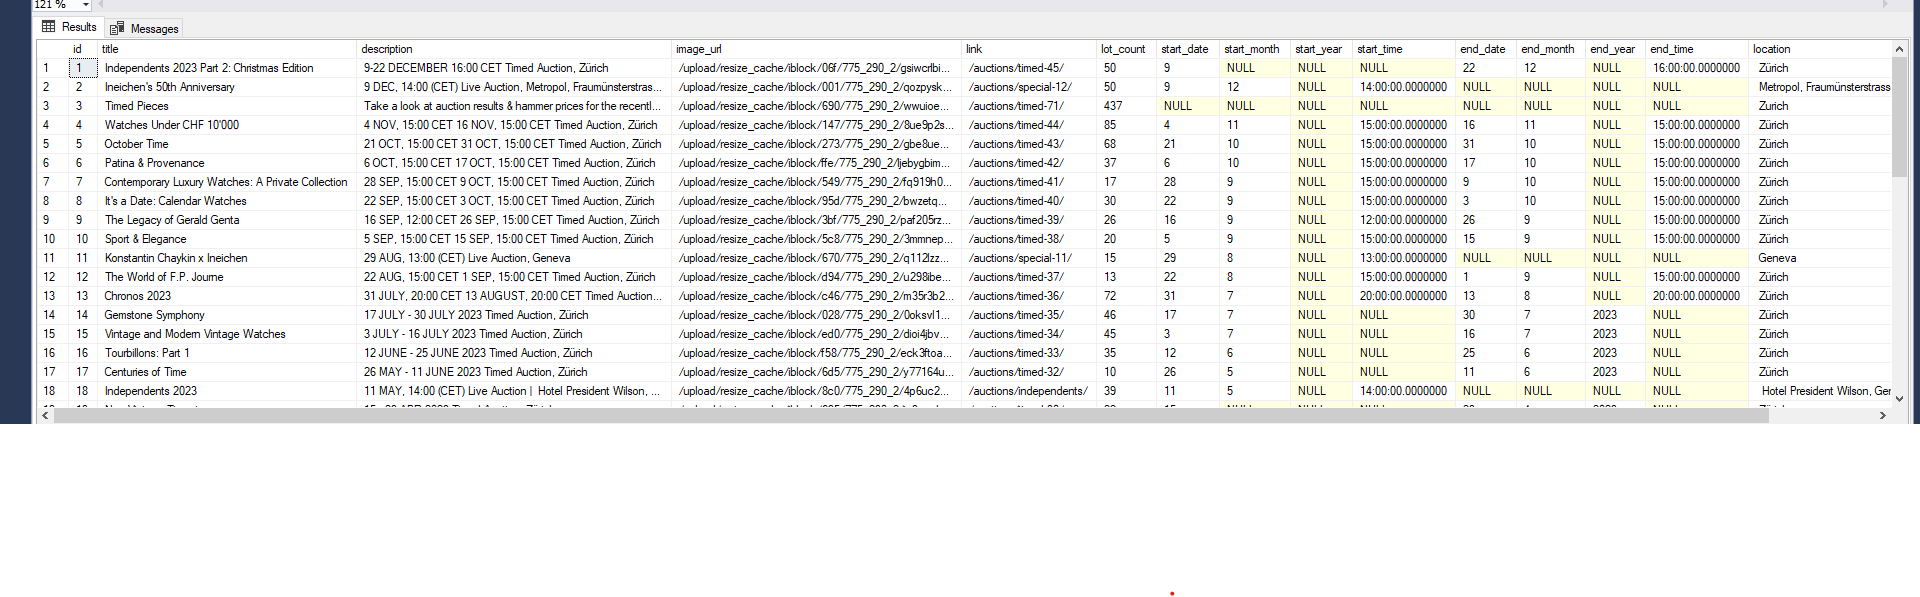 121 %
Results Messages
id title description image_url link lot_count start_date start_month start_year start_time end_date end_month end_year end_time location
1 1 Independents 2023 Part 2: Christmas Edition 9-22 DECEMBER 16:00 CET Timed Auction, Zürich /upload/resize_cache/iblock/06f/775_290_2/gsiwcrlbi... /auctions/timed-45/ 50 9 NULL NULL NULL 22 12 NULL 16:00:00.0000000 Zürich
2 2 Ineichen's 50th Anniversary 9 DEC, 14:00 (CET) Live Auction, Metropol, Fraumünsterstras... /upload/resize_cache/iblock/001/775_290_2/qozpysk... /auctions/special-12/ 50 9 12 NULL 14:00:00.0000000 NULL NULL NULL NULL Metropol, Fraumünsterstrass
3 3 Timed Pieces Take a look at auction results & hammer prices for the recentl... /upload/resize_cache/iblock/690/775_290_2/wwuioe... /auctions/timed-71/ 437 NULL NULL NULL NULL NULL NULL NULL NULL Zurich
4 4 Watches Under CHF 10'000 4 NOV, 15:00 CET 16 NOV, 15:00 CET Timed Auction, Zürich /upload/resize_cache/iblock/147/775_290_2/8ue9p2s... /auctions/timed-44/ 85 4 11 NULL 15:00:00.0000000 16 11 NULL 15:00:00.0000000 Zürich
5 5 October Time 21 OCT, 15:00 CET 31 OCT, 15:00 CET Timed Auction, Zürich /upload/resize_cache/iblock/273/775_290_2/gbe8ue... /auctions/timed-43/ 68 21 10 NULL 15:00:00.0000000 31 10 NULL 15:00:00.0000000 Zürich
6 6 Patina & Provenance 6 OCT, 15:00 CET 17 OCT, 15:00 CET Timed Auction, Zürich /upload/resize_cache/iblock/ffe/775_290_2/ljebygbim... /auctions/timed-42/ 37 6 10 NULL 15:00:00.0000000 17 10 NULL 15:00:00.0000000 Zürich
7 7 Contemporary Luxury Watches: A Private Collection 28 SEP, 15:00 CET 9 OCT, 15:00 CET Timed Auction, Zürich /upload/resize_cache/iblock/549/775_290_2/fq919h0... /auctions/timed-41/ 17 28 9 NULL 15:00:00.0000000 9 10 NULL 15:00:00.0000000 Zürich
8 8 It's a Date: Calendar Watches 22 SEP, 15:00 CET 3 OCT, 15:00 CET Timed Auction, Zürich /upload/resize_cache/iblock/95d/775_290_2/bwzetq... /auctions/timed-40/ 30 22 9 NULL 15:00:00.0000000 3 10 NULL 15:00:00.0000000 Zürich
9 9 The Legacy of Gerald Genta 16 SEP, 12:00 CET 26 SEP, 15:00 CET Timed Auction, Zürich /upload/resize_cache/iblock/3bf/775_290_2/paf205rz... /auctions/timed-39/ 26 16 9 NULL 12:00:00.0000000 26 9 NULL 15:00:00.0000000 Zürich
10 10 Sport & Elegance 5 SEP, 15:00 CET 15 SEP, 15:00 CET Timed Auction, Zürich /upload/resize_cache/iblock/5c8/775_290_2/3mmnep... /auctions/timed-38/ 20 5 9 NULL 15:00:00.0000000 15 9 NULL 15:00:00.0000000 Zürich
11 11 Konstantin Chaykin x Ineichen 29 AUG, 13:00 (CET) Live Auction, Geneva /upload/resize_cache/iblock/670/775_290_2/q112lzz... /auctions/special-11/ 15 29 8 NULL 13:00:00.0000000 NULL NULL NULL NULL Geneva
12 12 The World of F.P. Journe 22 AUG, 15:00 CET 1 SEP, 15:00 CET Timed Auction, Zürich /upload/resize_cache/iblock/d94/775_290_2/u298ibe... /auctions/timed-37/ 13 22 8 NULL 15:00:00.0000000 1 9 NULL 15:00:00.0000000 Zürich
13 13 Chronos 2023 31 JULY, 20:00 CET 13 AUGUST, 20:00 CET Timed Auction... /upload/resize_cache/iblock/c46/775_290_2/m35r3b2... /auctions/timed-36/ 72 31 7 NULL 20:00:00.0000000 13 8 NULL 20:00:00.0000000 Zürich
14 14 Gemstone Symphony 17 JULY - 30 JULY 2023 Timed Auction, Zürich /upload/resize_cache/iblock/028/775_290_2/0oksvl1... /auctions/timed-35/ 46 17 7 NULL NULL 30 7 2023 NULL Zürich
15 15 Vintage and Modern Vintage Watches 3 JULY - 16 JULY 2023 Timed Auction, Zürich /upload/resize_cache/iblock/ed0/775_290_2/dioi4jbv... /auctions/timed-34/ 45 3 7 NULL NULL 16 7 2023 NULL Zürich
16 16 Tourbillons: Part 1 12 JUNE - 25 JUNE 2023 Timed Auction, Zürich /upload/resize_cache/iblock/f58/775_290_2/eck3ftoa... /auctions/timed-33/ 35 12 6 NULL NULL 25 6 2023 NULL Zürich
17 17 Centuries of Time 26 MAY - 11 JUNE 2023 Timed Auction, Zürich /upload/resize_cache/iblock/6d5/775_290_2/y77164u... /auctions/timed-32/ 10 26 5 NULL NULL 11 6 2023 NULL Zürich
18 18 Independents 2023 11 MAY, 14:00 (CET) Live Auction | Hotel President Wilson, ... /upload/resize_cache/iblock/8c0/775_290_2/4p6uc2... /auctions/independents/ 39 11 5 NULL 14:00:00.0000000 NULL NULL NULL NULL Hotel President Wilson, Ger